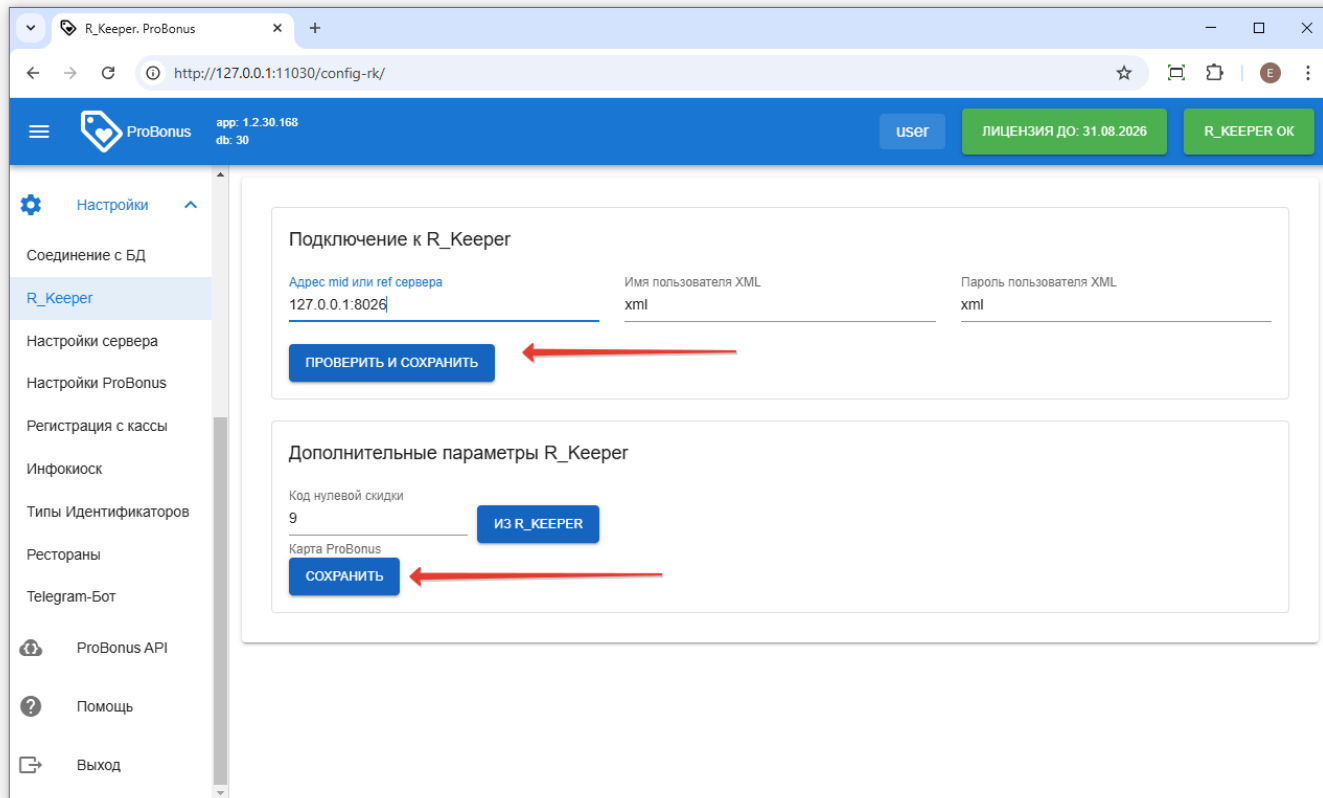 R_Keeper. ProBonus
http://127.0.0.1:11030/config-rk/
E
ProBonus
app: 1.2.30.168
db: 30
user
ЛИЦЕНЗИЯ ДО: 31.08.2026
R_KEEPER OK
Настройки
Соединение с БД
R_Keeper
Настройки сервера
Настройки ProBonus
Регистрация с кассы
Инфокиоск
Типы Идентификаторов
Рестораны
Telegram-Бот
ProBonus API
Помощь
Выход
Подключение к R_Keeper
Адрес mid или ref сервера
127.0.0.1:8026
Имя пользователя XML
xml
Пароль пользователя XML
xml
ПРОВЕРИТЬ И СОХРАНИТЬ
Дополнительные параметры R_Keeper
Код нулевой скидки
9
ИЗ R_KEEPER
Карта ProBonus
СОХРАНИТЬ